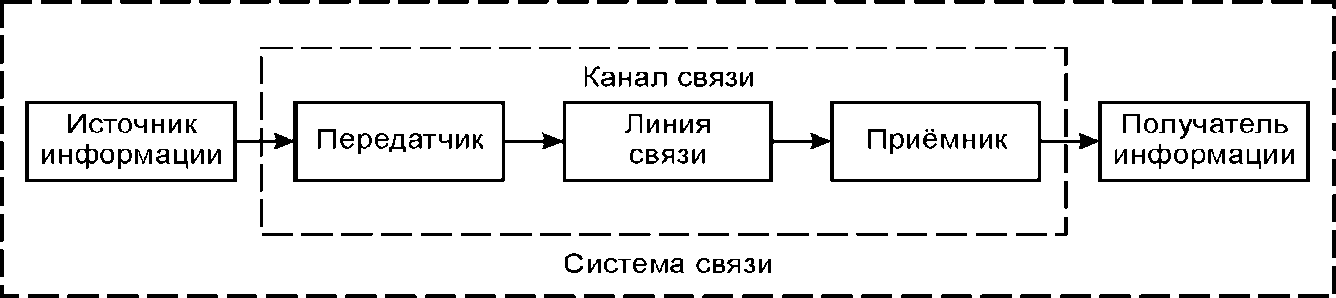 Канал связи
Источник
информации
Передатчик
Линия
связи
Приёмник
Получатель
информации
Система связи